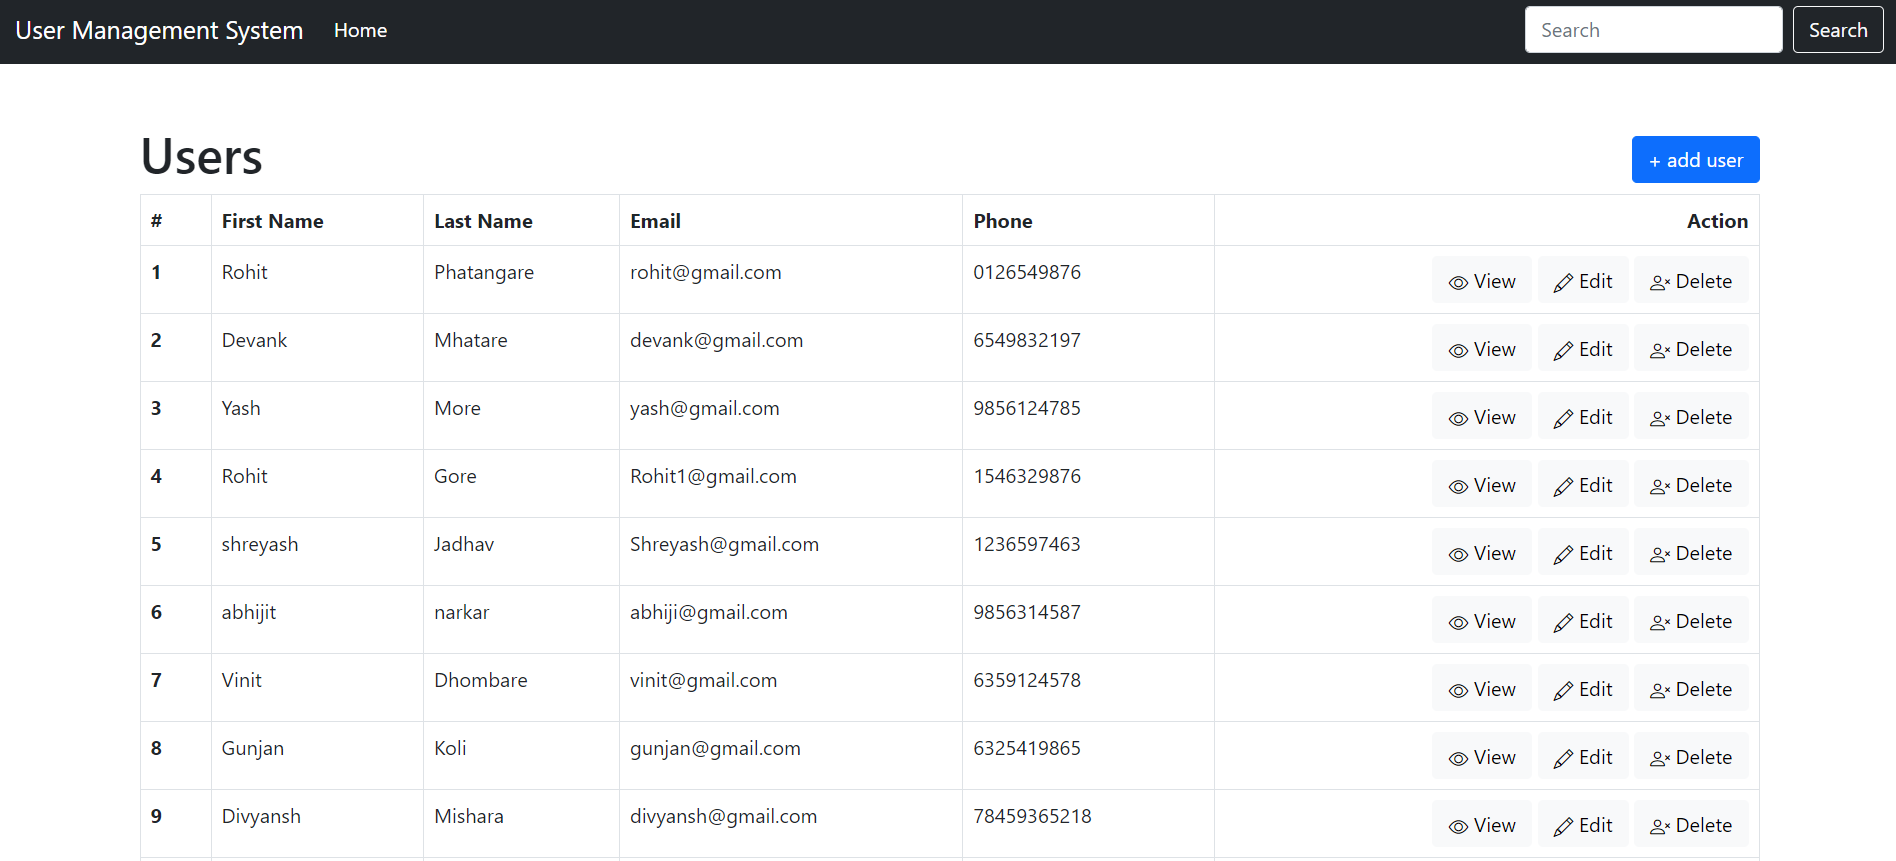 User Management System Home Search Search
Users + add user
# First Name Last Name Email Phone Action
1 Rohit Phatangare rohit@gmail.com 0126549876 View Edit Delete
2 Devank Mhatare devank@gmail.com 6549832197 View Edit Delete
3 Yash More yash@gmail.com 9856124785 View Edit Delete
4 Rohit Gore Rohit1@gmail.com 1546329876 View Edit Delete
5 shreyash Jadhav Shreyash@gmail.com 1236597463 View Edit Delete
6 abhijit narkar abhiji@gmail.com 9856314587 View Edit Delete
7 Vinit Dhombare vinit@gmail.com 6359124578 View Edit Delete
8 Gunjan Koli gunjan@gmail.com 6325419865 View Edit Delete
9 Divyansh Mishara divyansh@gmail.com 78459365218 View Edit Delete